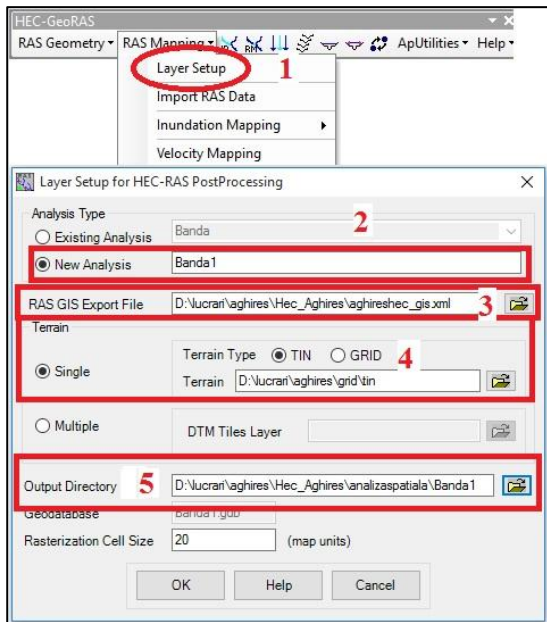 HEC-GeoRAS
RAS Geometry RAS Mapping ApUtilities Help
Layer Setup 1
Import RAS Data
Inundation Mapping
Velocity Mapping
Layer Setup for HEC-RAS PostProcessing
Analysis Type 2
Existing Analysis Banda
New Analysis Banda1
RAS GIS Export File D:\lucrari\aghires\Hec_Aghires\aghireshec_gis.xml 3
Terrain
Terrain Type TIN GRID 4
Single
Terrain D:\lucrari\aghires\grid\tin
Multiple DTM Tiles Layer
Output Directory 5 D:\lucrari\aghires\Hec_Aghires\analizaspatiala\Banda1
Geodatabase Banda1.gdb
Rasterization Cell Size 20 (map units)
OK Help Cancel